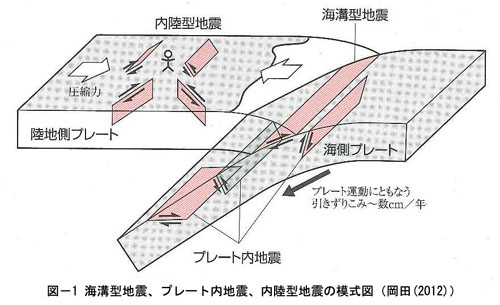 内陸型地震
海溝型地震
圧縮力
陸地側プレート
海側プレート
プレート運動にともなう
引きずりこみ～数cm／年
プレート内地震
図－1 海溝型地震、プレート内地震、内陸型地震の模式図（岡田(2012)）